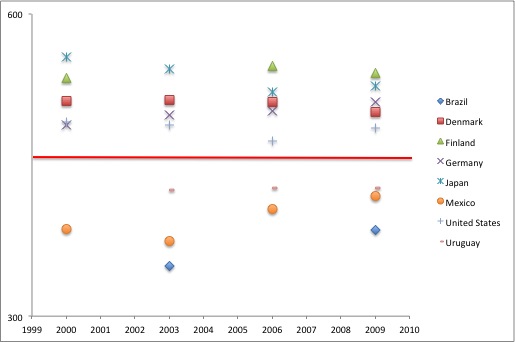 600
300
1999 2000 2001 2002 2003 2004 2005 2006 2007 2008 2009 2010
Brazil
Denmark
Finland
Germany
Japan
Mexico
United States
Uruguay